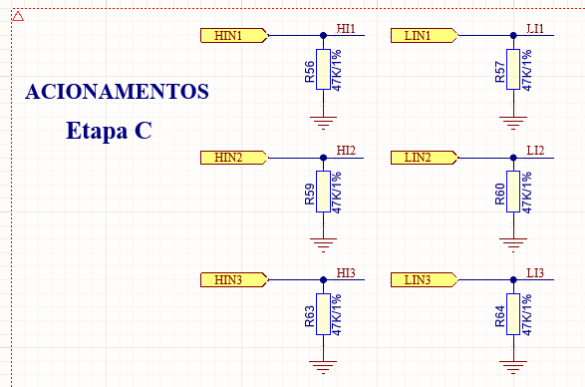 HIN1 HI1 LIN1 LI1
R56 47K/1% R57 47K/1%
ACIONAMENTOS
Etapa C
HIN2 HI2 LIN2 LI2
R59 47K/1% R60 47K/1%
HIN3 HI3 LIN3 LI3
R63 47K/1% R64 47K/1%